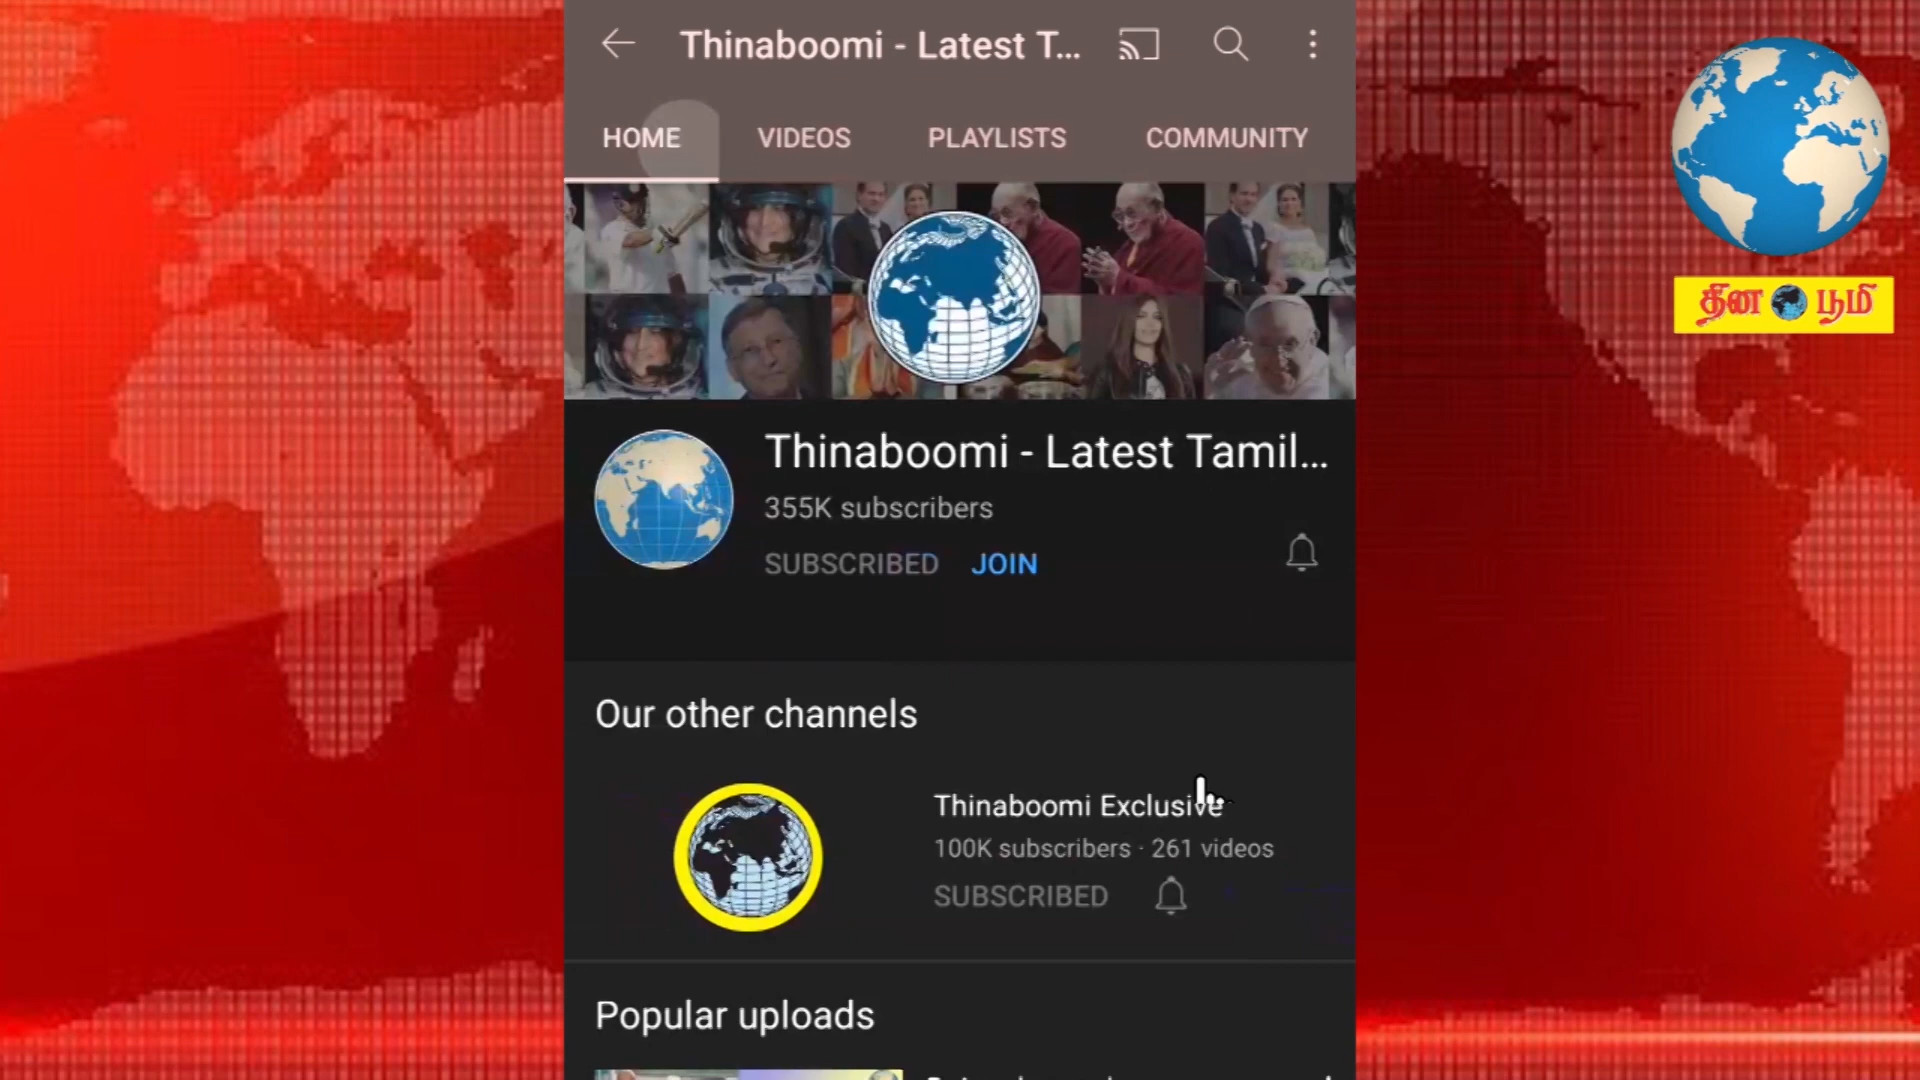 Thinaboomi - Latest T...
HOME VIDEOS PLAYLISTS COMMUNITY
தின பூமி
Thinaboomi - Latest Tamil...
355K subscribers
SUBSCRIBED JOIN
Our other channels
Thinaboomi Exclusive
100K subscribers · 261 videos
SUBSCRIBED
Popular uploads